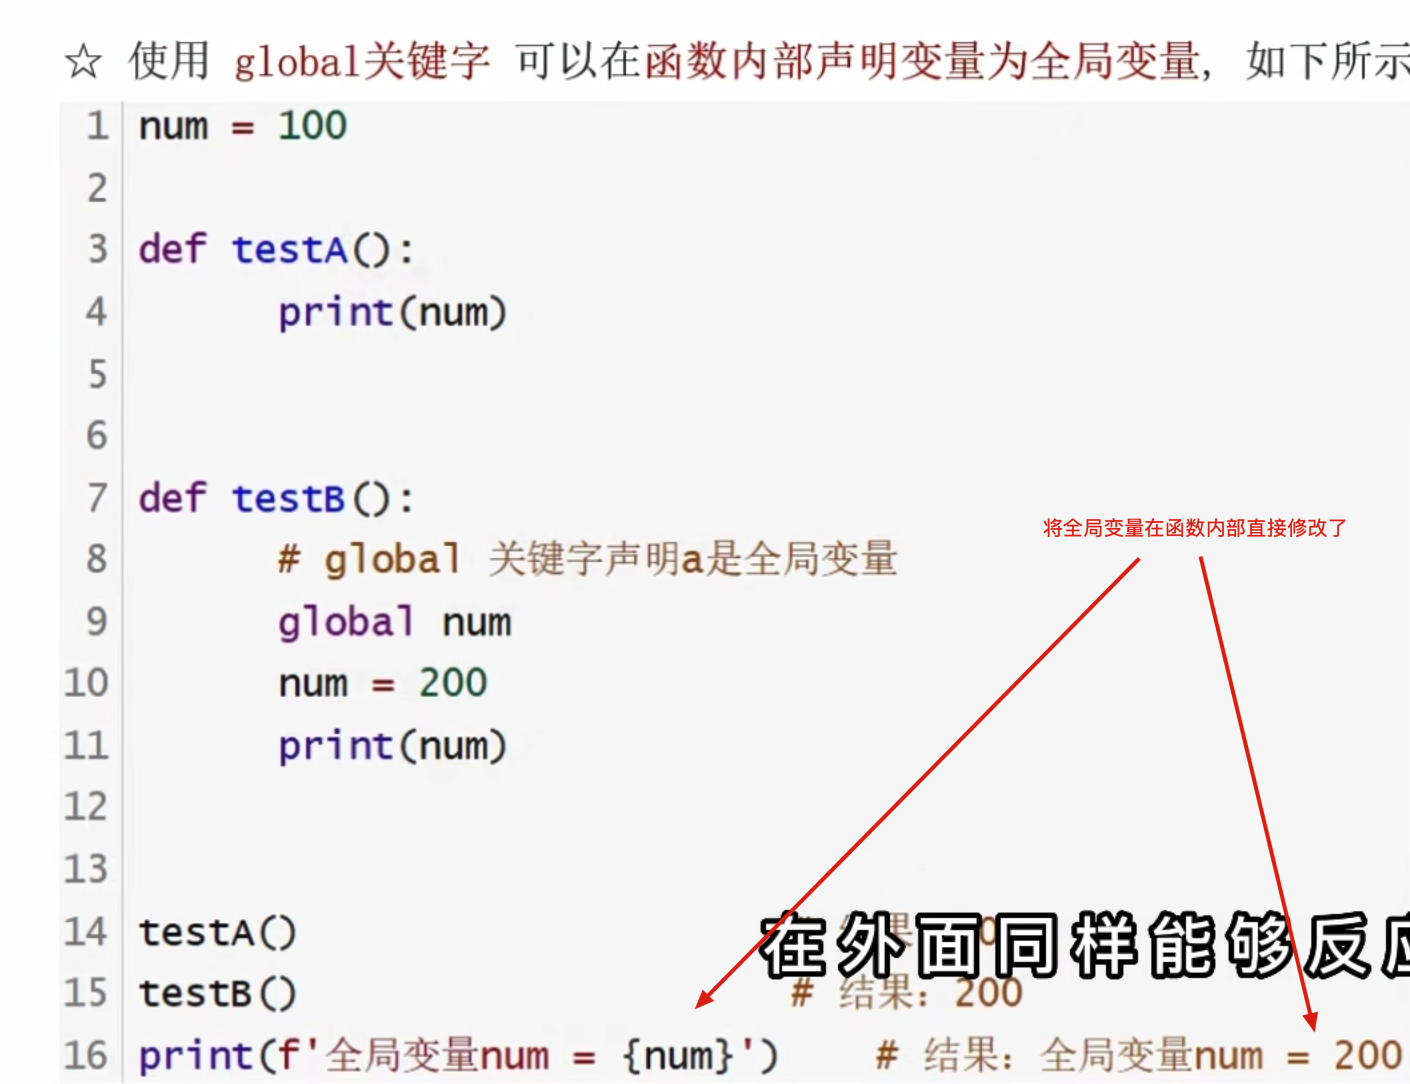 ☆ 使用 global关键字 可以在函数内部声明变量为全局变量, 如下所示
1 num = 100
2
3 def testA():
4 print(num)
5
6
7 def testB():
将全局变量在函数内部直接修改了
8 # global 关键字声明a是全局变量
9 global num
10 num = 200
11 print(num)
12
13
14 testA()
在外面同样能够反应
15 testB() # 结果: 200
16 print(f'全局变量num = {num}') # 结果: 全局变量num = 200